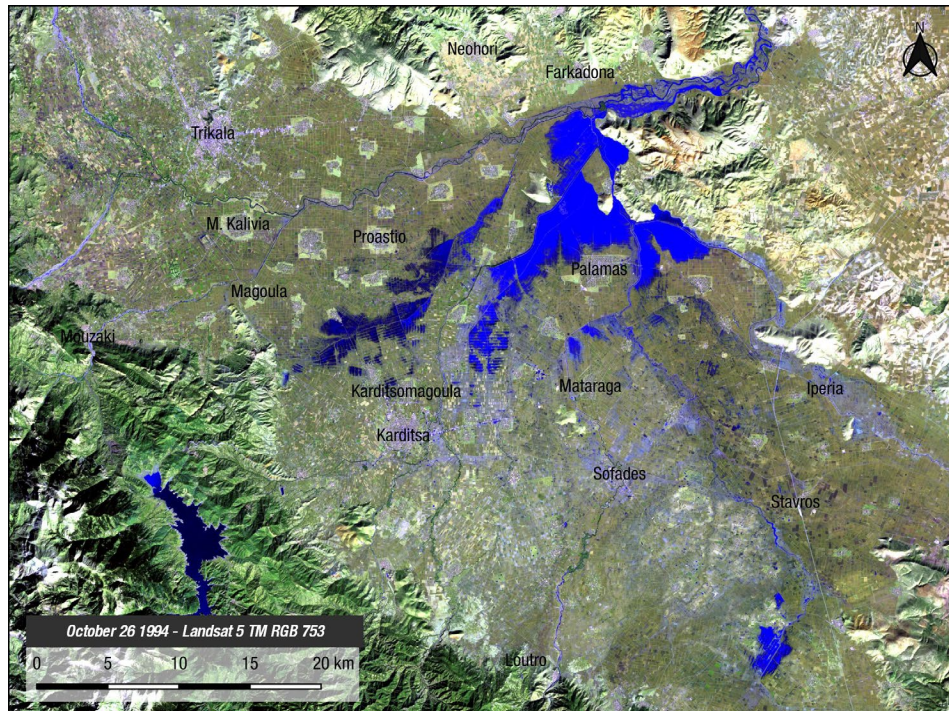 N
Neohori
Farkadona
Trikala
M. Kalivia
Proastio
Palamas
Magoula
Mouzaki
Karditsomagoula
Mataraga
Iperia
Karditsa
Sofades
Stavros
October 26 1994 - Landsat 5 TM RGB 753
0 5 10 15 20 km
Loutro